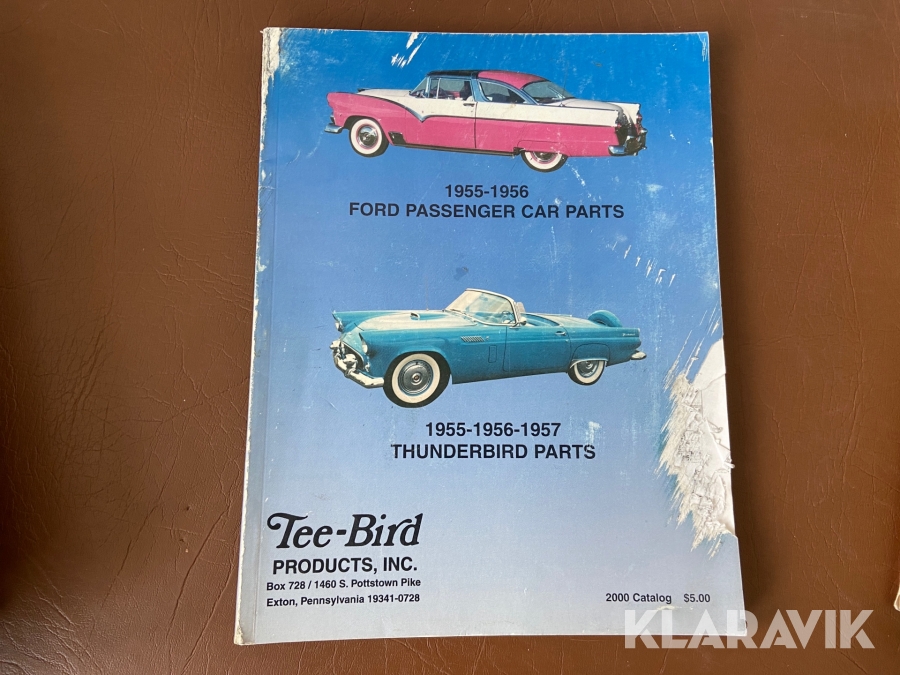 1955-1956
FORD PASSENGER CAR PARTS
1955-1956-1957
THUNDERBIRD PARTS
Tee-Bird
PRODUCTS, INC.
Box 728 / 1460 S. Pottstown Pike
Exton, Pennsylvania 19341-0728
2000 Catalog $5.00
KLARAVIK